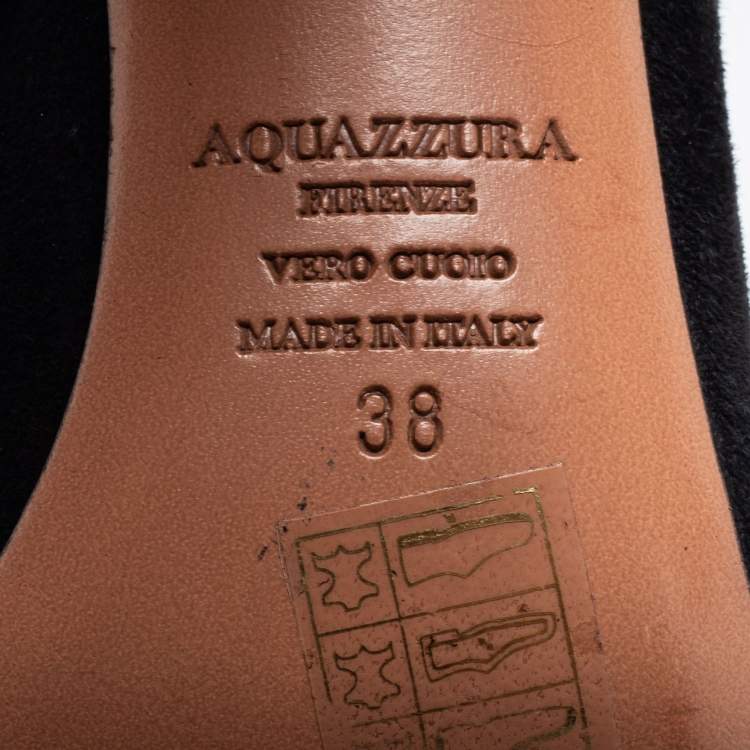 AQUAZZURA
FIRENZE
VERO CUOIO
MADE IN ITALY
38